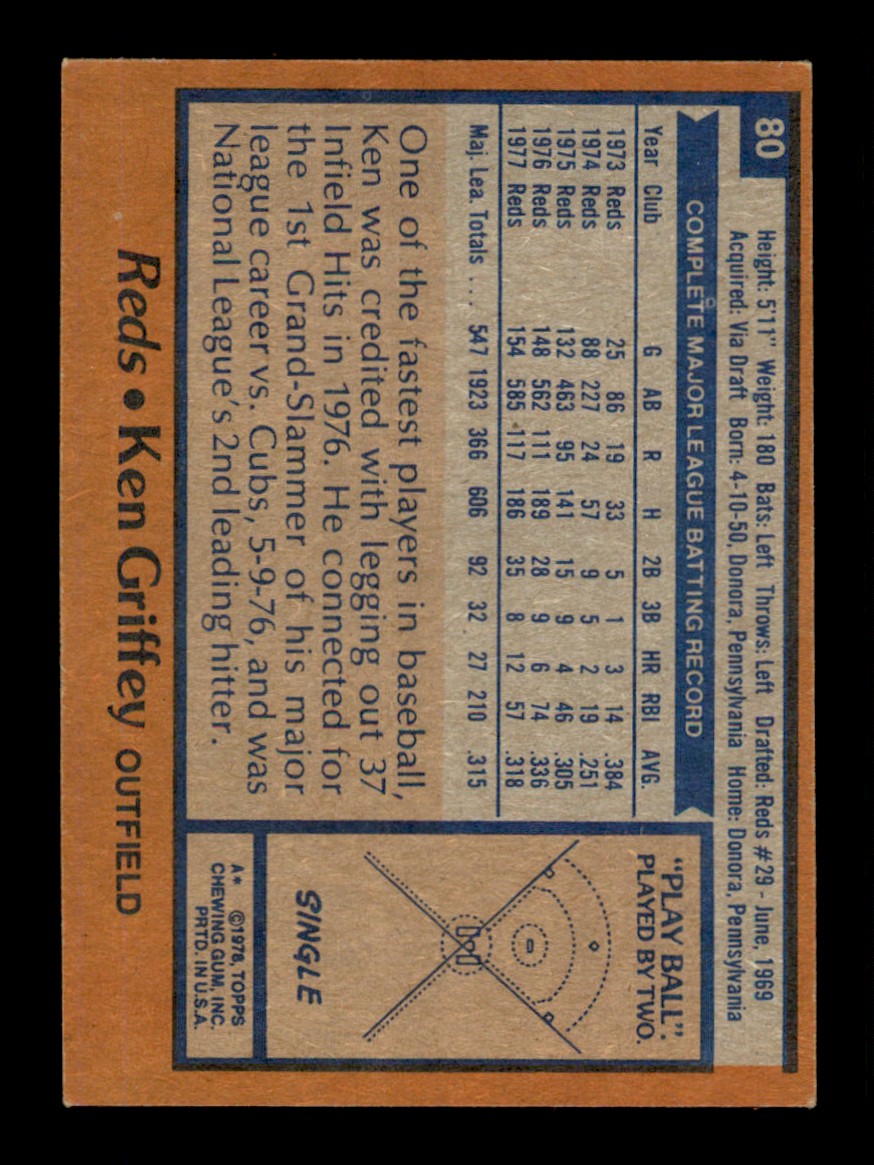 80
Height: 5'11" Weight: 180 Bats: Left Throws: Left Drafted: Reds #29 - June, 1969
Acquired: Via Draft Born: 4-10-50, Donora, Pennsylvania Home: Donora, Pennsylvania
COMPLETE MAJOR LEAGUE BATTING RECORD
Year Club G AB R H 2B 3B HR RBI AVG.
1973 Reds 25 86 19 33 5 1 3 14 .384
1974 Reds 88 227 24 57 9 5 2 19 .251
1975 Reds 132 463 95 141 15 9 4 46 .305
1976 Reds 148 562 111 189 28 9 6 74 .336
1977 Reds 154 585 117 186 35 8 12 57 .318
Maj. Lea. Totals .... 547 1923 366 606 92 32 27 210 .315
One of the fastest players in baseball,
Ken was credited with legging out 37
Infield Hits in 1976. He connected for
the 1st Grand-Slammer of his major
league career vs. Cubs, 5-9-76, and was
National League's 2nd leading hitter.
"PLAY BALL".
PLAYED BY TWO.
SINGLE
A* ©1978, TOPPS
CHEWING GUM, INC.
PRTD. IN U.S.A.
Reds • Ken Griffey OUTFIELD